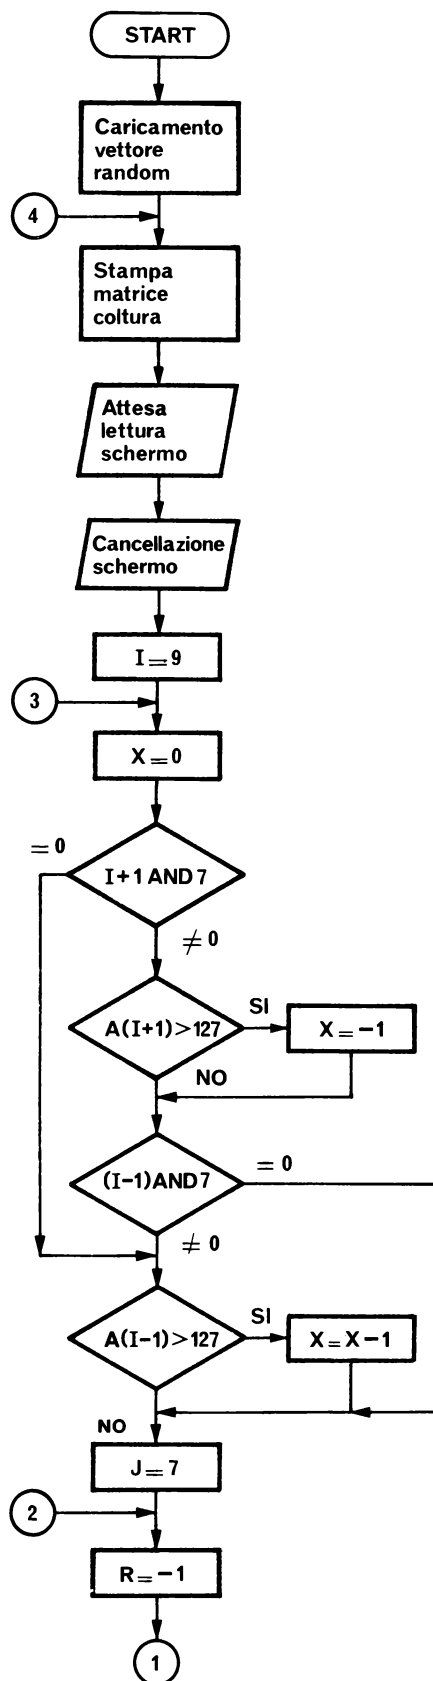 START
Caricamento
vettore
random
4
Stampa
matrice
coltura
Attesa
lettura
schermo
Cancellazione
schermo
I=9
3
X=0
=0
I+1 AND 7
≠0
A(I+1)>127
SI
X=-1
NO
(I-1)AND7
=0
≠0
A(I-1)>127
SI
X=X-1
NO
J=7
2
R=-1
1